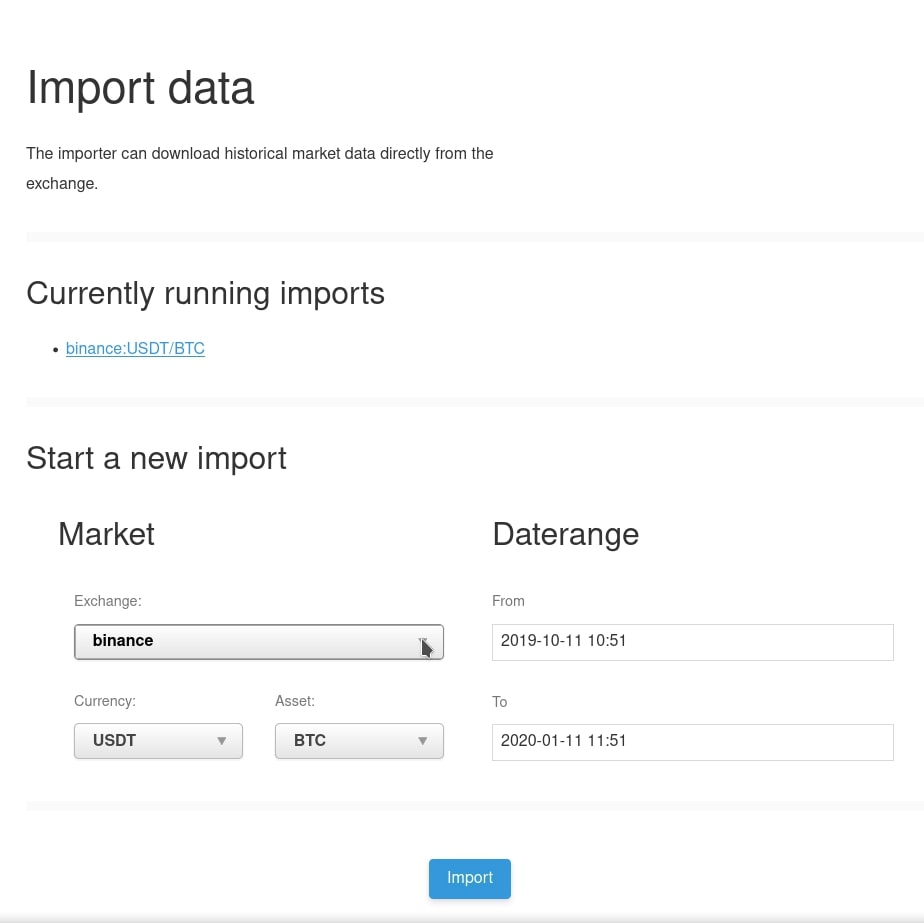 Import data
The importer can download historical market data directly from the
exchange.
Currently running imports
• binance:USDT/BTC
Start a new import
Market
Exchange:
binance
Currency:
Asset:
USDT
BTC
Daterange
From
2019-10-11 10:51
To
2020-01-11 11:51
Import